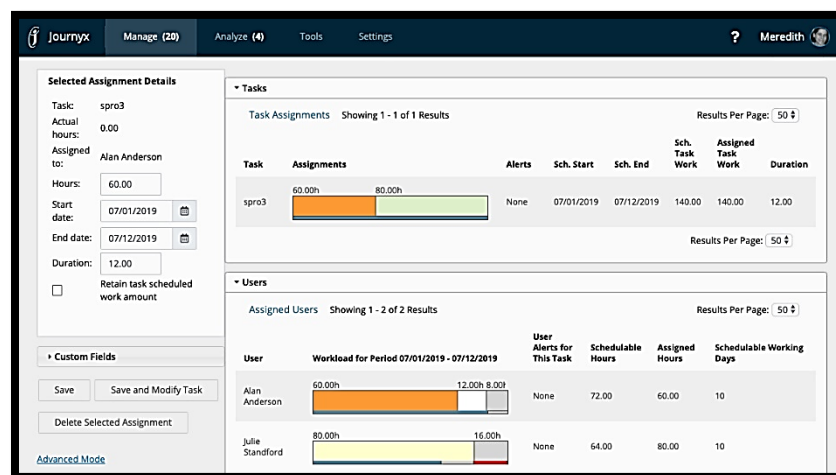 Journyx
Manage (20)
Analyze (4)
Tools
Settings
?
Meredith
Selected Assignment Details
Task: spro3
Actual hours: 0.00
Assigned to: Alan Anderson
Hours: 60.00
Start date: 07/01/2019
End date: 07/12/2019
Duration: 12.00
Retain task scheduled
work amount
Custom Fields
Save
Save and Modify Task
Delete Selected Assignment
Advanced Mode
Tasks
Task Assignments Showing 1 - 1 of 1 Results
Results Per Page: 50
Task Assignments Alerts Sch. Start Sch. End Sch. Task Work Assigned Task Work Duration
60.00h 80.00h
spro3 None 07/01/2019 07/12/2019 140.00 140.00 12.00
Results Per Page: 50
Users
Assigned Users Showing 1 - 2 of 2 Results
Results Per Page: 50
User Workload for Period 07/01/2019 - 07/12/2019 User Alerts for This Task Schedulable Hours Assigned Hours Schedulable Working Days
60.00h 12.00h 8.00h
Alan Anderson None 72.00 60.00 10
80.00h 16.00h
Julie Standford None 64.00 80.00 10